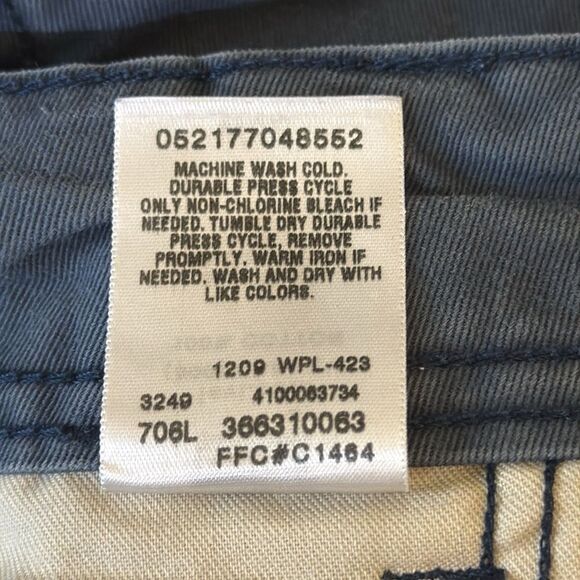 052177048552
MACHINE WASH COLD.
DURABLE PRESS CYCLE
ONLY NON-CHLORINE BLEACH IF
NEEDED. TUMBLE DRY DURABLE
PRESS CYCLE, REMOVE
PROMPTLY. WARM IRON IF
NEEDED. WASH AND DRY WITH
LIKE COLORS.
1209 WPL-423
3249 4100063734
706L 366310063
FFC#C1464